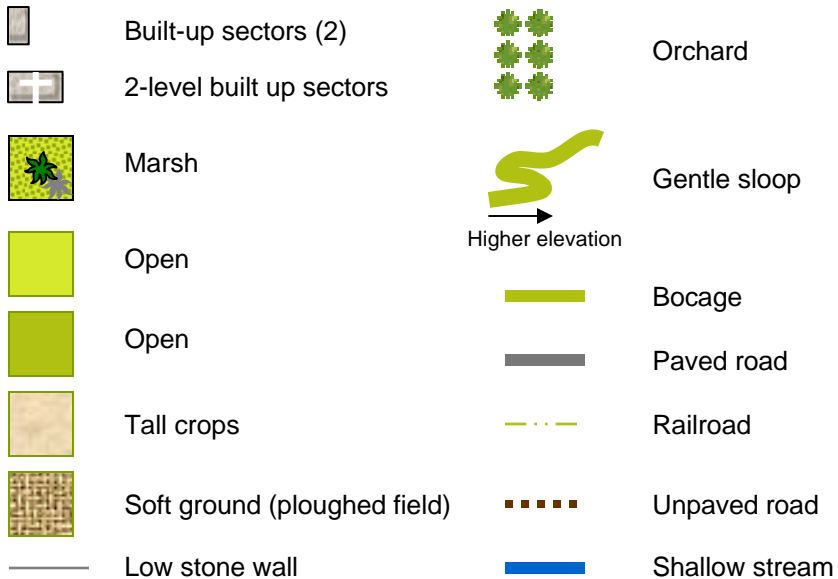 Built-up sectors (2)
2-level built up sectors
Marsh
Open
Open
Tall crops
Soft ground (ploughed field)
Low stone wall
Orchard
Gentle sloop
Higher elevation
Bocage
Paved road
Railroad
Unpaved road
Shallow stream